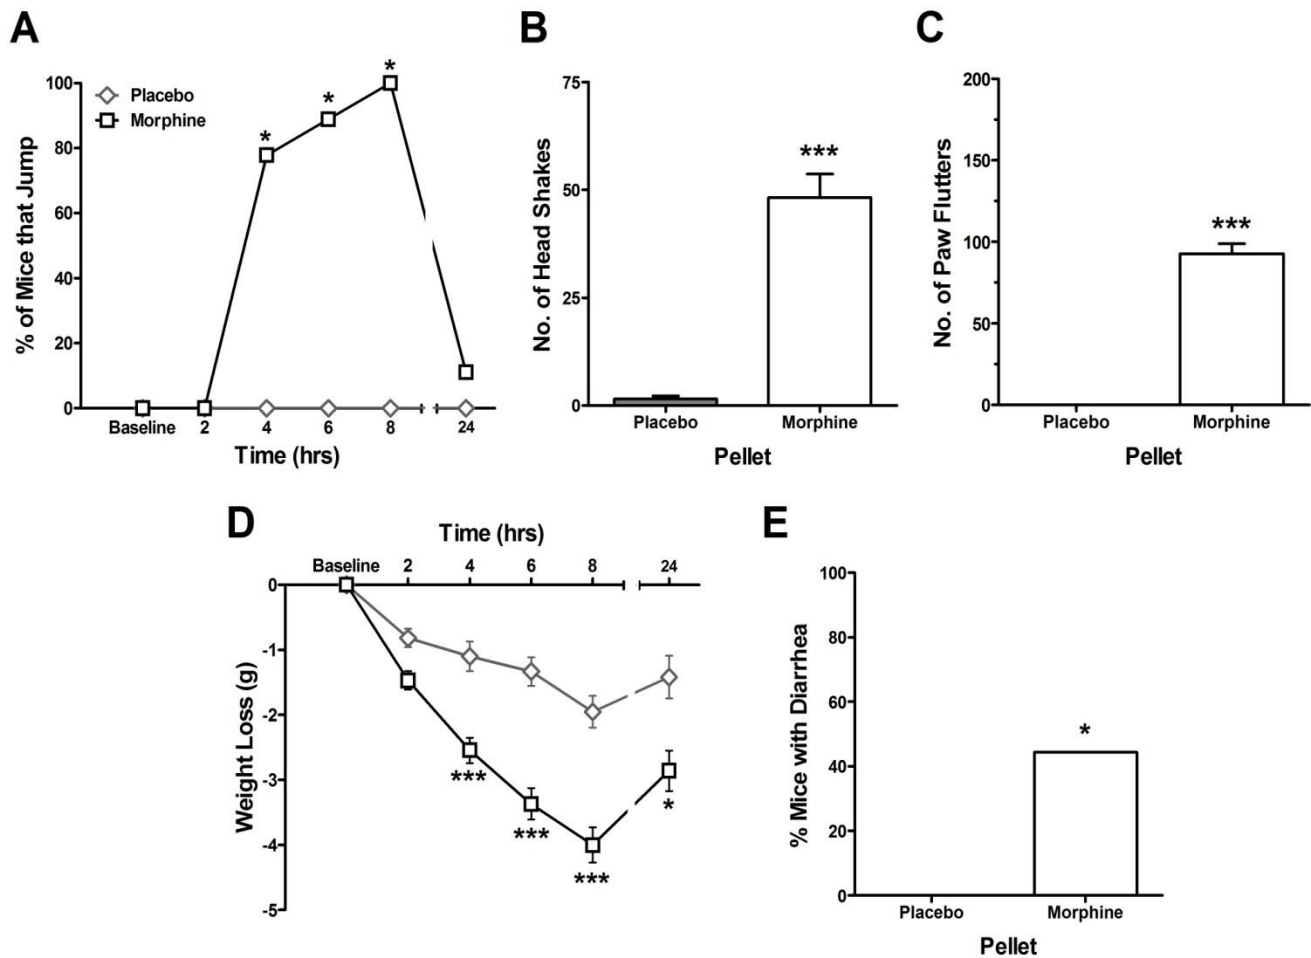 A
% of Mice that Jump
100
80
60
40
20
0
Placebo
Morphine
*
*
*
Baseline 2 4 6 8 24
Time (hrs)
B
No. of Head Shakes
75
50
25
0
***
Placebo Morphine
Pellet
C
No. of Paw Flutters
200
150
100
50
0
***
Placebo Morphine
Pellet
D
Time (hrs)
Baseline 2 4 6 8 24
Weight Loss (g)
0
-1
-2
-3
-4
-5
***
***
***
*
E
% Mice with Diarrhea
100
80
60
40
20
0
*
Placebo Morphine
Pellet